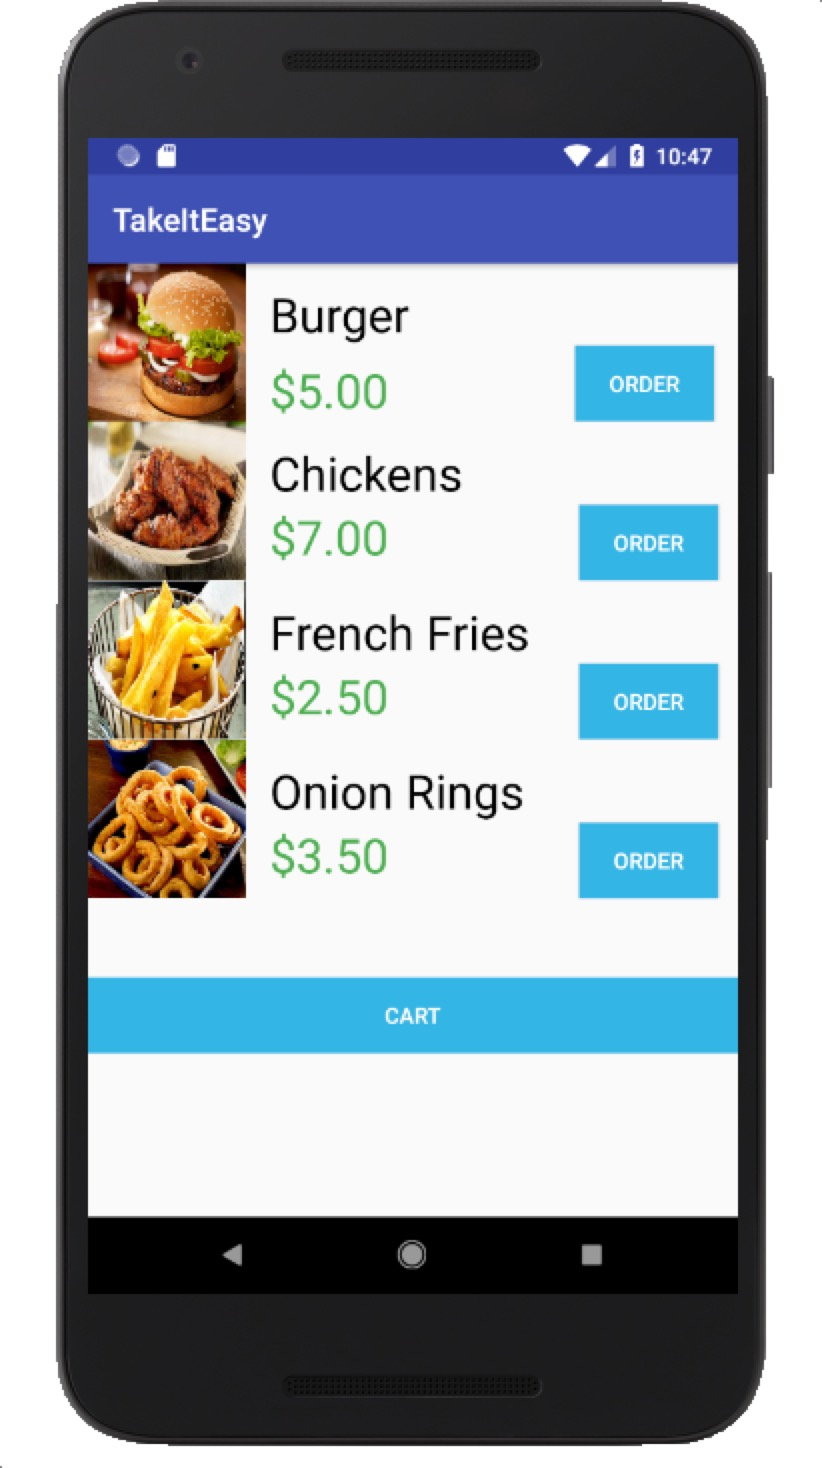 10:47
TakeItEasy
Burger
$5.00
ORDER
Chickens
$7.00
ORDER
French Fries
$2.50
ORDER
Onion Rings
$3.50
ORDER
CART